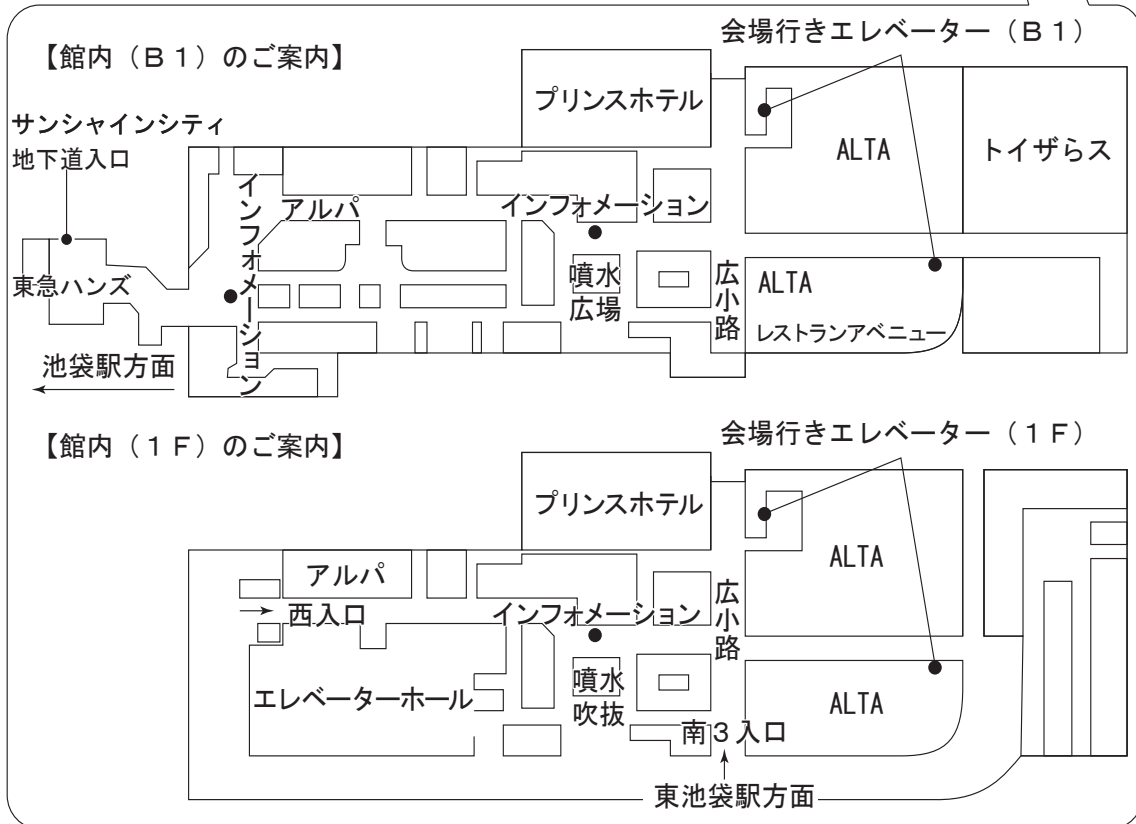 【館内（Ｂ１）のご案内】
会場行きエレベーター（Ｂ１）
プリンスホテル
サンシャインシティ
地下道入口
ALTA
トイザらス
インフォメーション
アルパ
インフォメーション
東急ハンズ
噴水
広場
広小路
ALTA
レストランアベニュー
池袋駅方面
【館内（１Ｆ）のご案内】
会場行きエレベーター（１Ｆ）
プリンスホテル
ALTA
アルパ
西入口
インフォメーション
広小路
エレベーターホール
噴水
吹抜
ALTA
南３入口
東池袋駅方面